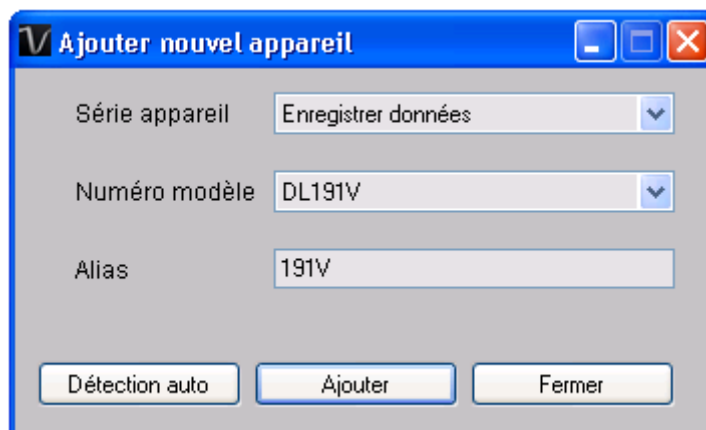 Ajouter nouvel appareil
Série appareil Enregistrer données
Numéro modèle DL191V
Alias 191V
Détection auto Ajouter Fermer